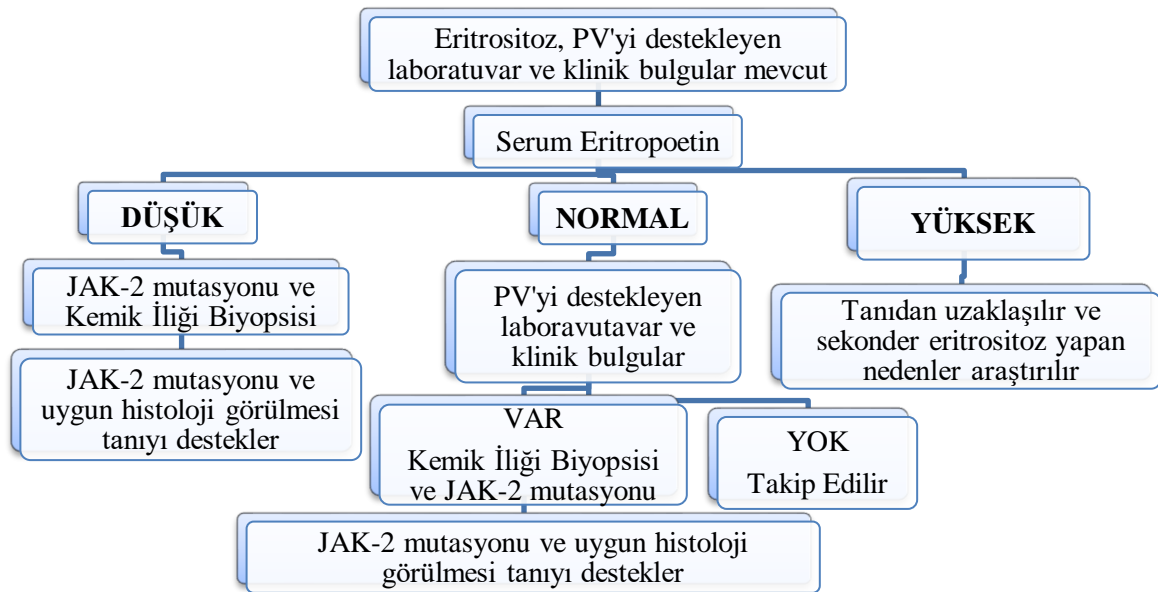 Eritrositoz, PV'yi destekleyen
laboratuvar ve klinik bulgular mevcut
Serum Eritropoetin
DÜŞÜK
NORMAL
YÜKSEK
JAK-2 mutasyonu ve
Kemik İliği Biyopsisi
JAK-2 mutasyonu ve
uygun histoloji görülmesi
tanıyı destekler
PV'yi destekleyen
laboravutavar ve
klinik bulgular
Tanıdan uzaklaşılır ve
sekonder eritrositoz yapan
nedenler araştırılır
VAR
Kemik İliği Biyopsisi
ve JAK-2 mutasyonu
YOK
Takip Edilir
JAK-2 mutasyonu ve uygun histoloji
görülmesi tanıyı destekler